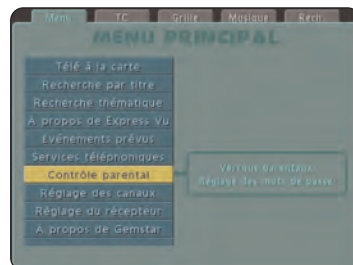 Menu TC Grille Musique Rech.
MENU PRINCIPAL
Télé à la carte
Recherche par titre
Recherche thématique
A propos de Express Vu
Evénements prévus
Services téléphoniques
Contrôle parental
Verrous parentaux
Réglage des mots de passe
Réglage des canaux
Réglage du récepteur
A propos de Gemstar